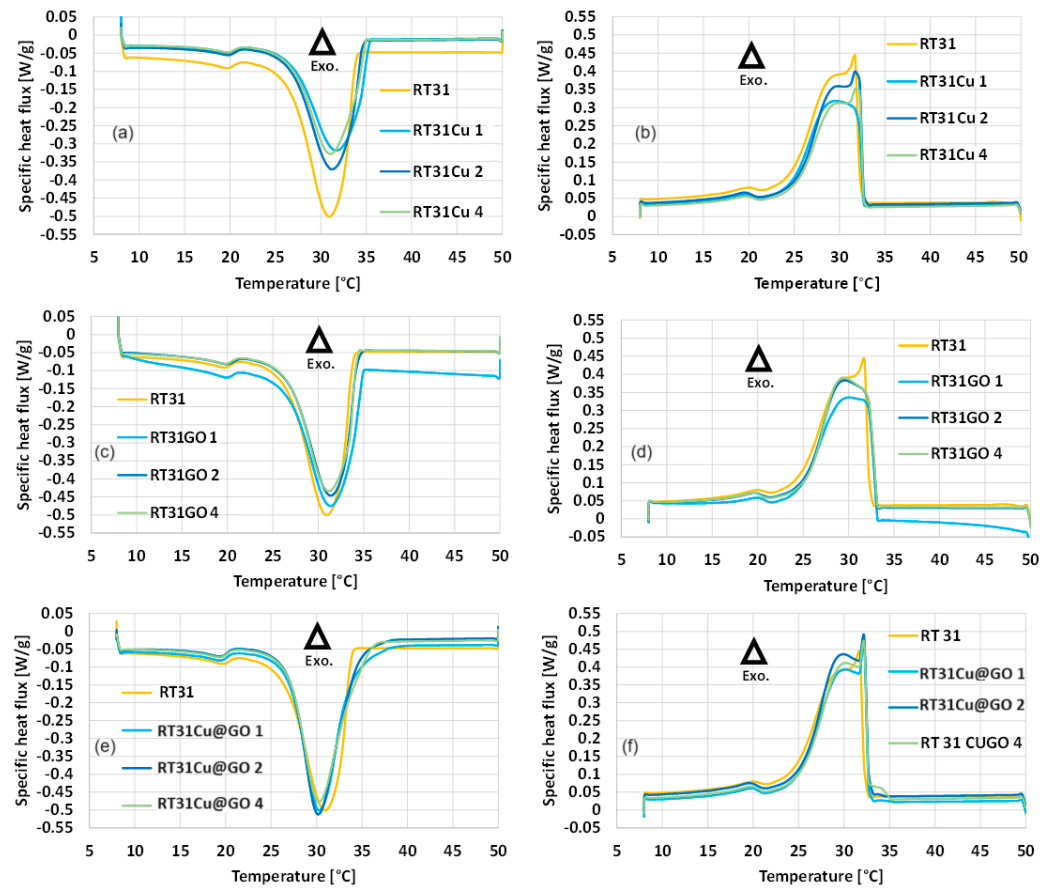 0.05
0
-0.05
-0.1
-0.15
-0.2
-0.25
-0.3
-0.35
-0.4
-0.45
-0.5
-0.55
Specific heat flux [W/g]
Exo.
(a)
RT31
RT31Cu 1
RT31Cu 2
RT31Cu 4
5 10 15 20 25 30 35 40 45 50
Temperature [°C]
0.55
0.5
0.45
0.4
0.35
0.3
0.25
0.2
0.15
0.1
0.05
0
-0.05
Specific heat flux [W/g]
Exo.
(b)
RT31
RT31Cu 1
RT31Cu 2
RT31Cu 4
5 10 15 20 25 30 35 40 45 50
Temperature [°C]
0.05
0
-0.05
-0.1
-0.15
-0.2
-0.25
-0.3
-0.35
-0.4
-0.45
-0.5
-0.55
Specific heat flux [W/g]
Exo.
(c)
RT31
RT31GO 1
RT31GO 2
RT31GO 4
5 10 15 20 25 30 35 40 45 50
Temperature [°C]
0.55
0.5
0.45
0.4
0.35
0.3
0.25
0.2
0.15
0.1
0.05
0
-0.05
Specific heat flux [W/g]
Exo.
(d)
RT31
RT31GO 1
RT31GO 2
RT31GO 4
5 10 15 20 25 30 35 40 45 50
Temperature [°C]
0.05
0
-0.05
-0.1
-0.15
-0.2
-0.25
-0.3
-0.35
-0.4
-0.45
-0.5
-0.55
Specific heat flux [W/g]
Exo.
(e)
RT31
RT31Cu@GO 1
RT31Cu@GO 2
RT31Cu@GO 4
5 10 15 20 25 30 35 40 45 50
Temperature [°C]
0.55
0.5
0.45
0.4
0.35
0.3
0.25
0.2
0.15
0.1
0.05
0
-0.05
Specific heat flux [W/g]
Exo.
(f)
RT 31
RT31Cu@GO 1
RT31Cu@GO 2
RT 31 CUGO 4
5 10 15 20 25 30 35 40 45 50
Temperature [°C]